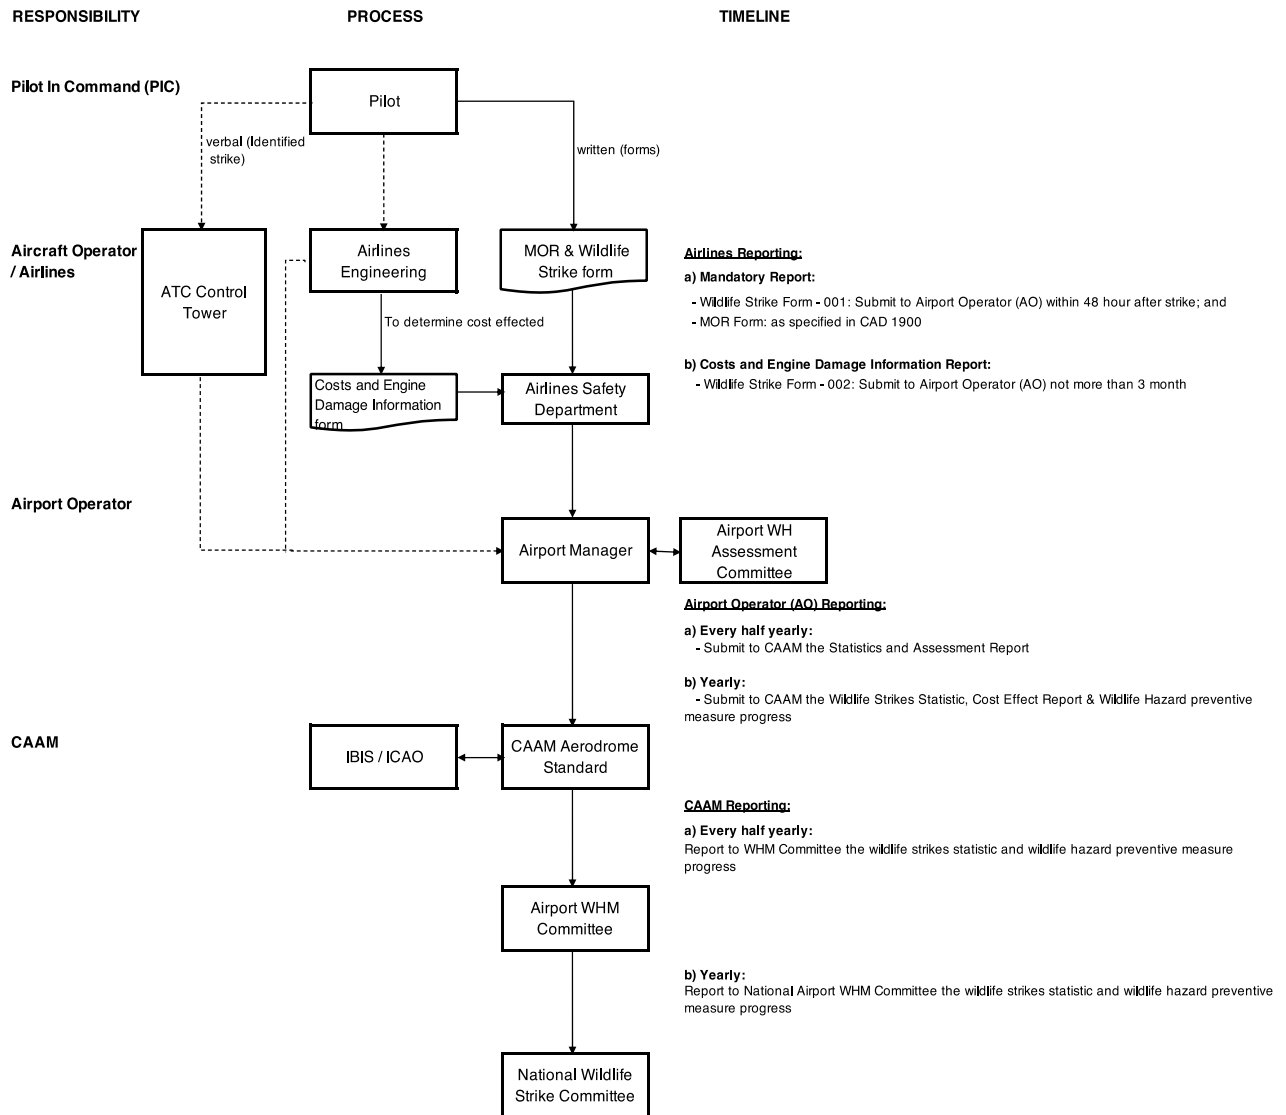 RESPONSIBILITY
PROCESS
TIMELINE
Pilot In Command (PIC)
Pilot
verbal (Identified
strike)
written (forms)
Aircraft Operator
/ Airlines
ATC Control
Tower
Airlines
Engineering
MOR & Wildlife
Strike form
To determine cost effected
Costs and Engine
Damage Information
form
Airlines Safety
Department
Airlines Reporting:
a) Mandatory Report:
- Wildlife Strike Form - 001: Submit to Airport Operator (AO) within 48 hour after strike; and
- MOR Form: as specified in CAD 1900
b) Costs and Engine Damage Information Report:
- Wildlife Strike Form - 002: Submit to Airport Operator (AO) not more than 3 month
Airport Operator
Airport Manager
Airport WH
Assessment
Committee
Airport Operator (AO) Reporting:
a) Every half yearly:
- Submit to CAAM the Statistics and Assessment Report
b) Yearly:
- Submit to CAAM the Wildlife Strikes Statistic, Cost Effect Report & Wildlife Hazard preventive
measure progress
CAAM
IBIS / ICAO
CAAM Aerodrome
Standard
CAAM Reporting:
a) Every half yearly:
Report to WHM Committee the wildlife strikes statistic and wildlife hazard preventive measure
progress
Airport WHM
Committee
b) Yearly:
Report to National Airport WHM Committee the wildlife strikes statistic and wildlife hazard preventive
measure progress
National Wildlife
Strike Committee